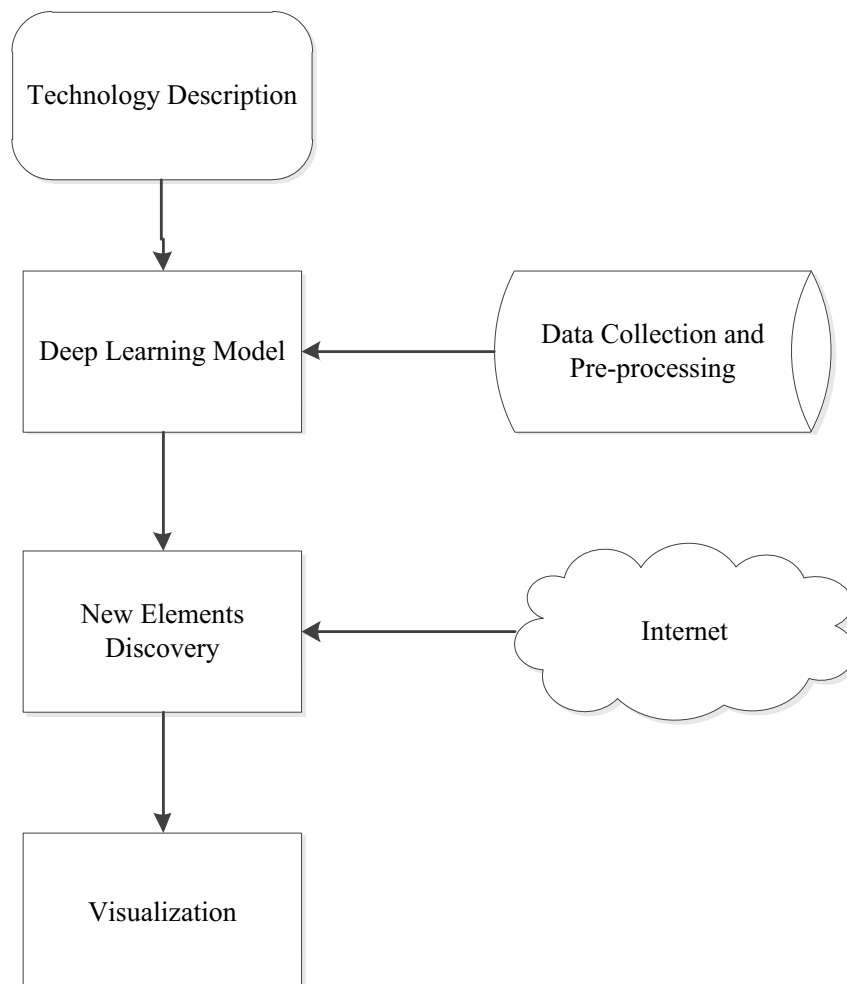 Technology Description
Deep Learning Model
Data Collection and
Pre-processing
New Elements
Discovery
Internet
Visualization